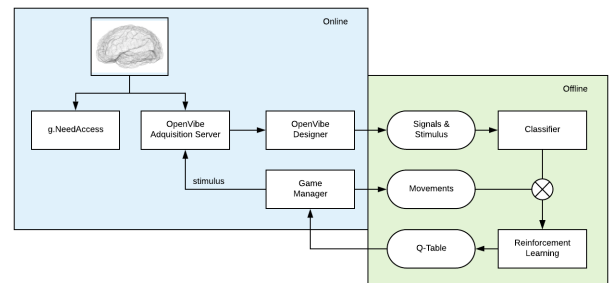 Online
Offline
g.NeedAccess
OpenVibe
Adquisition Server
OpenVibe
Designer
Signals &
Stimulus
Classifier
stimulus
Game
Manager
Movements
Q-Table
Reinforcement
Learning